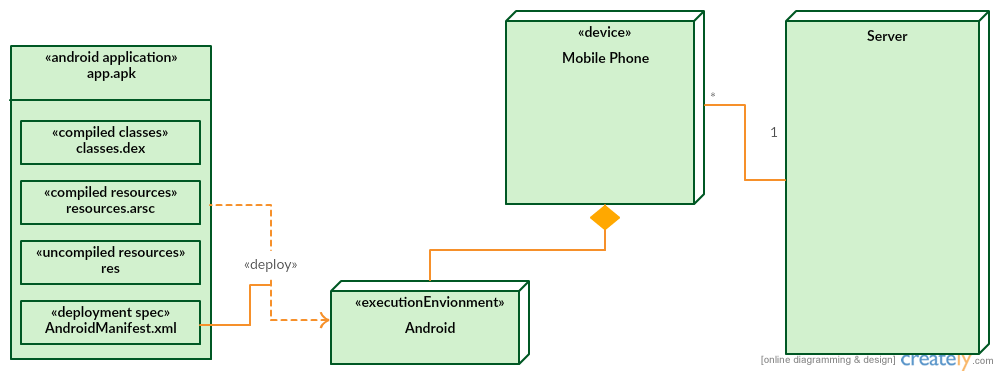 «android application»
app.apk
«compiled classes»
classes.dex
«compiled resources»
resources.arsc
«uncompiled resources»
res
«deployment spec»
AndroidManifest.xml
«deploy»
«executionEnvionment»
Android
«device»
Mobile Phone
*
1
Server
[online diagramming & design] creately.com